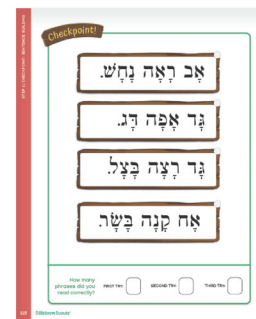 Checkpoint!
אָב רָאָה נָחָשׁ.
גָּד אָפָה דָּג.
גָּד רָצָה בָּצָל.
אָח קָנָה בָּשָׂר.
How many
phrases did you
read correctly?
FIRST TRY:
SECOND TRY:
THIRD TRY: